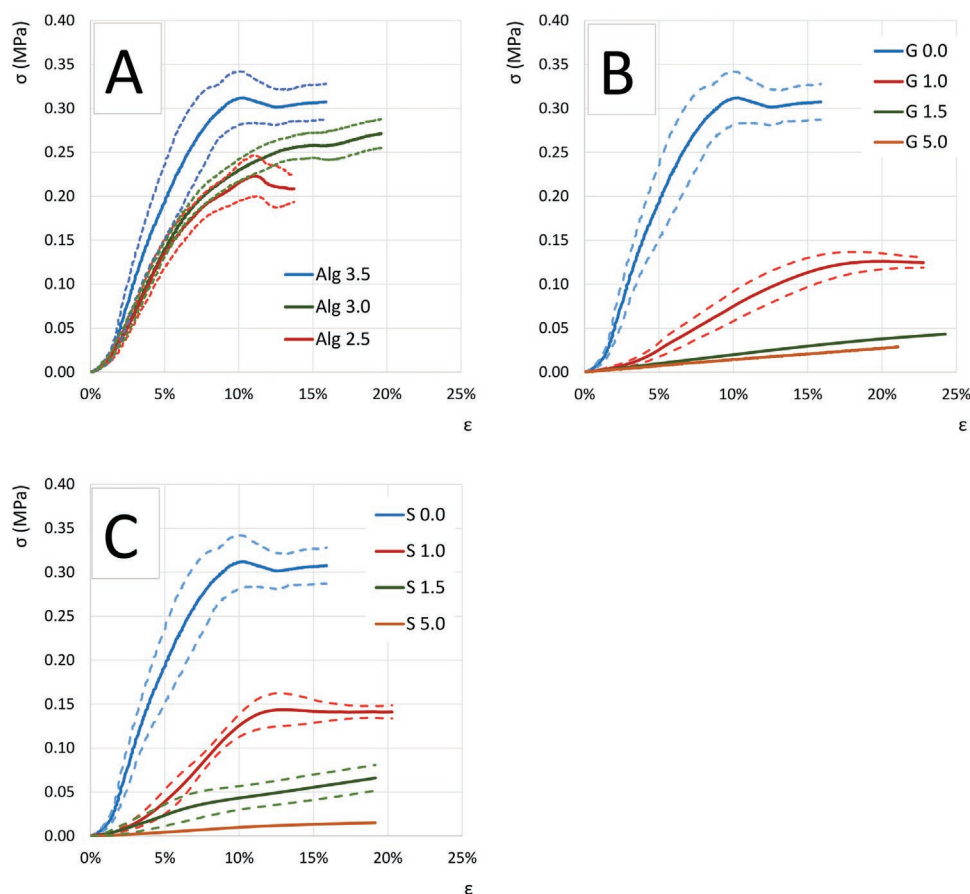 σ (MPa)
A
0.40
0.35
0.30
0.25
0.20
0.15
0.10
0.05
0.00
0%
5%
10%
15%
20%
25%
ε
Alg 3.5
Alg 3.0
Alg 2.5
σ (MPa)
B
0.40
0.35
0.30
0.25
0.20
0.15
0.10
0.05
0.00
0%
5%
10%
15%
20%
25%
ε
G 0.0
G 1.0
G 1.5
G 5.0
σ (MPa)
C
0.40
0.35
0.30
0.25
0.20
0.15
0.10
0.05
0.00
0%
5%
10%
15%
20%
25%
ε
S 0.0
S 1.0
S 1.5
S 5.0